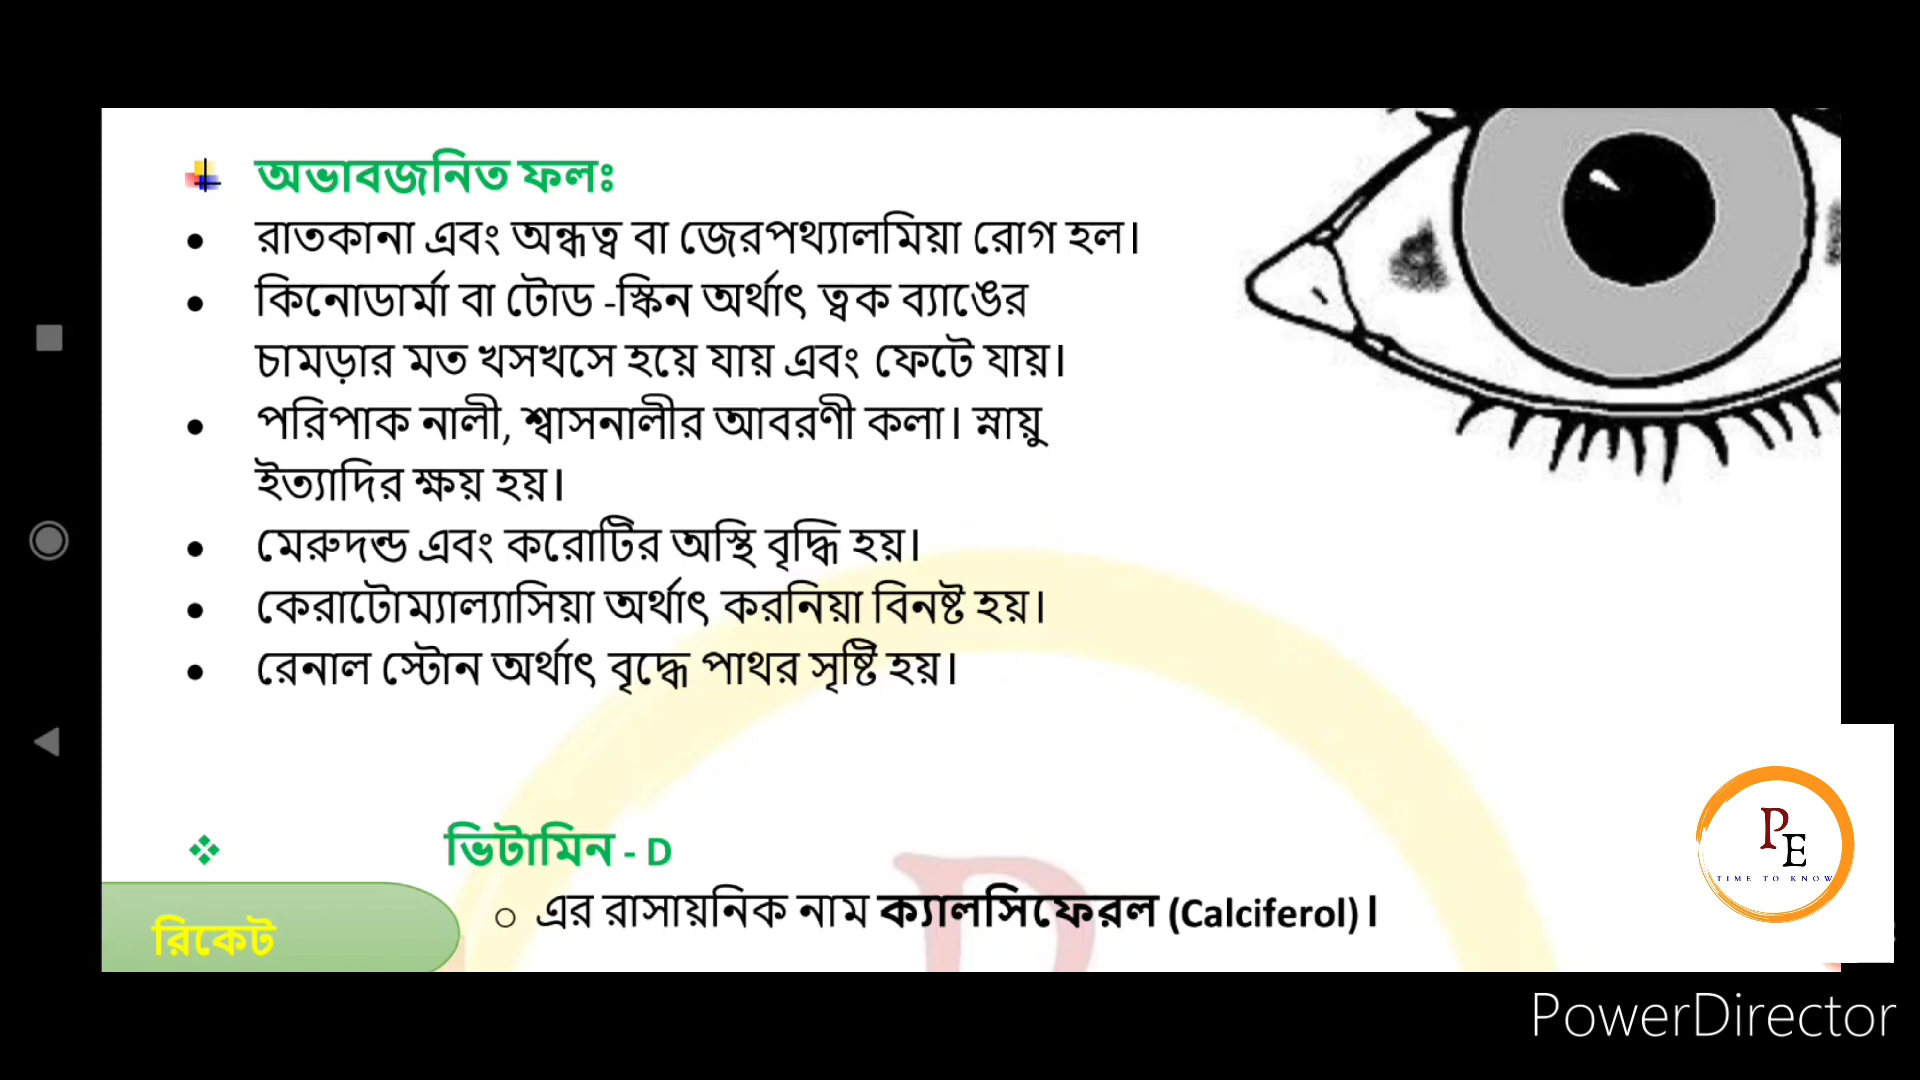 অভাবজনিত ফলঃ
• রাতকানা এবং অন্ধত্ব বা জেরপথ্যালমিয়া রোগ হল।
• কিনোডার্মা বা টোড -স্কিন অর্থাৎ ত্বক ব্যাঙের
চামড়ার মত খসখসে হয়ে যায় এবং ফেটে যায়।
• পরিপাক নালী, শ্বাসনালীর আবরণী কলা। স্নায়ু
ইত্যাদির ক্ষয় হয়।
• মেরুদন্ড এবং করোটির অস্থি বৃদ্ধি হয়।
• কেরাটোম্যাল্যাসিয়া অর্থাৎ করনিয়া বিনষ্ট হয়।
• রেনাল স্টোন অর্থাৎ বৃদ্ধে পাথর সৃষ্টি হয়।
ভিটামিন - D
এর রাসায়নিক নাম ক্যালসিফেরল (Calciferol) ।
রিকেট
PE
TIME TO KNOW
PowerDirector